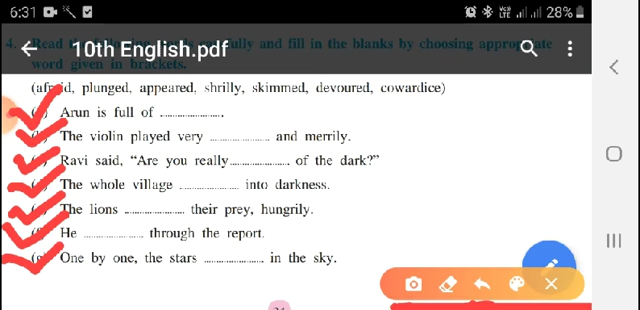 6:31 LTE 28%
4. Read the carefully and fill in the blanks by choosing appropriate
10th English.pdf
word given in brackets.
(afraid, plunged, appeared, shrilly, skimmed, devoured, cowardice)
Arun is full of ........................
The violin played very ...................... and merrily.
Ravi said, “Are you really...................... of the dark?”
The whole village ...................... into darkness.
The lions ...................... their prey, hungrily.
(f) He ...................... through the report.
(g) One by one, the stars ...................... in the sky.